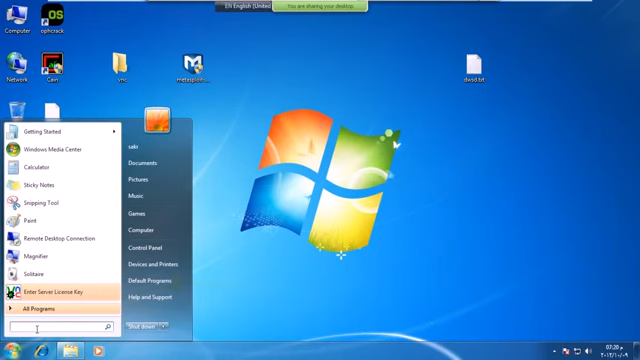 EN English (United
You are sharing your desktop
Computer
ophcrack
Network
Cain
vnc
metasploit-...
dwsd.txt
Getting Started
Windows Media Center
Calculator
Sticky Notes
Snipping Tool
Paint
Remote Desktop Connection
Magnifier
Solitaire
Enter Server License Key
All Programs
Documents
Pictures
Music
Games
Computer
Control Panel
Devices and Printers
Default Programs
Help and Support
Shut down
07:20 م
٢٠١٢/١٠/٠٩